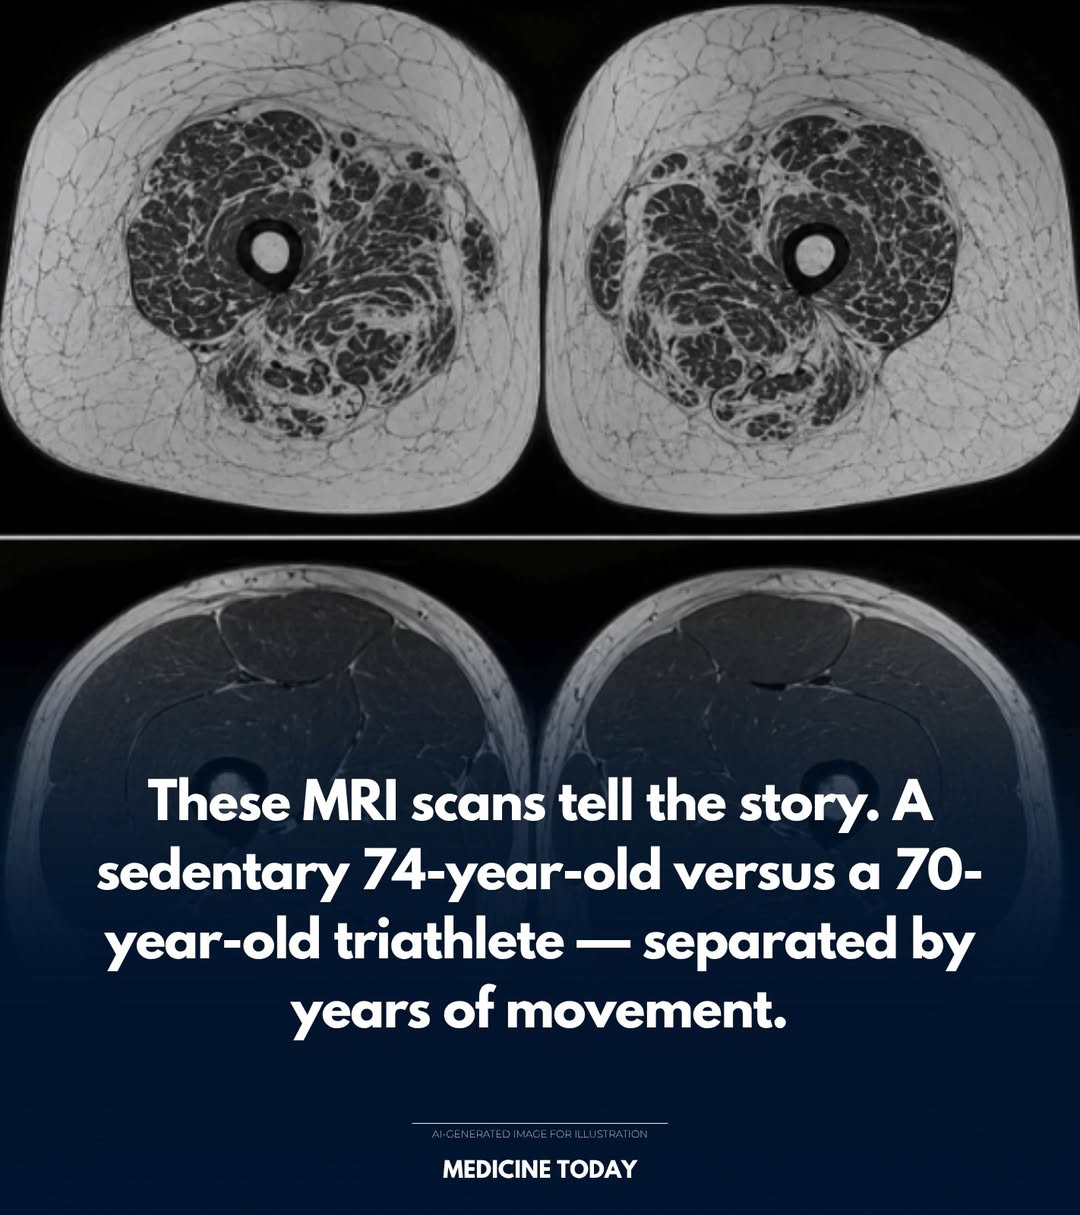 These MRI scans tell the story. A
sedentary 74-year-old versus a 70-
year-old triathlete — separated by
years of movement.
AI-GENERATED IMAGE FOR ILLUSTRATION
MEDICINE TODAY